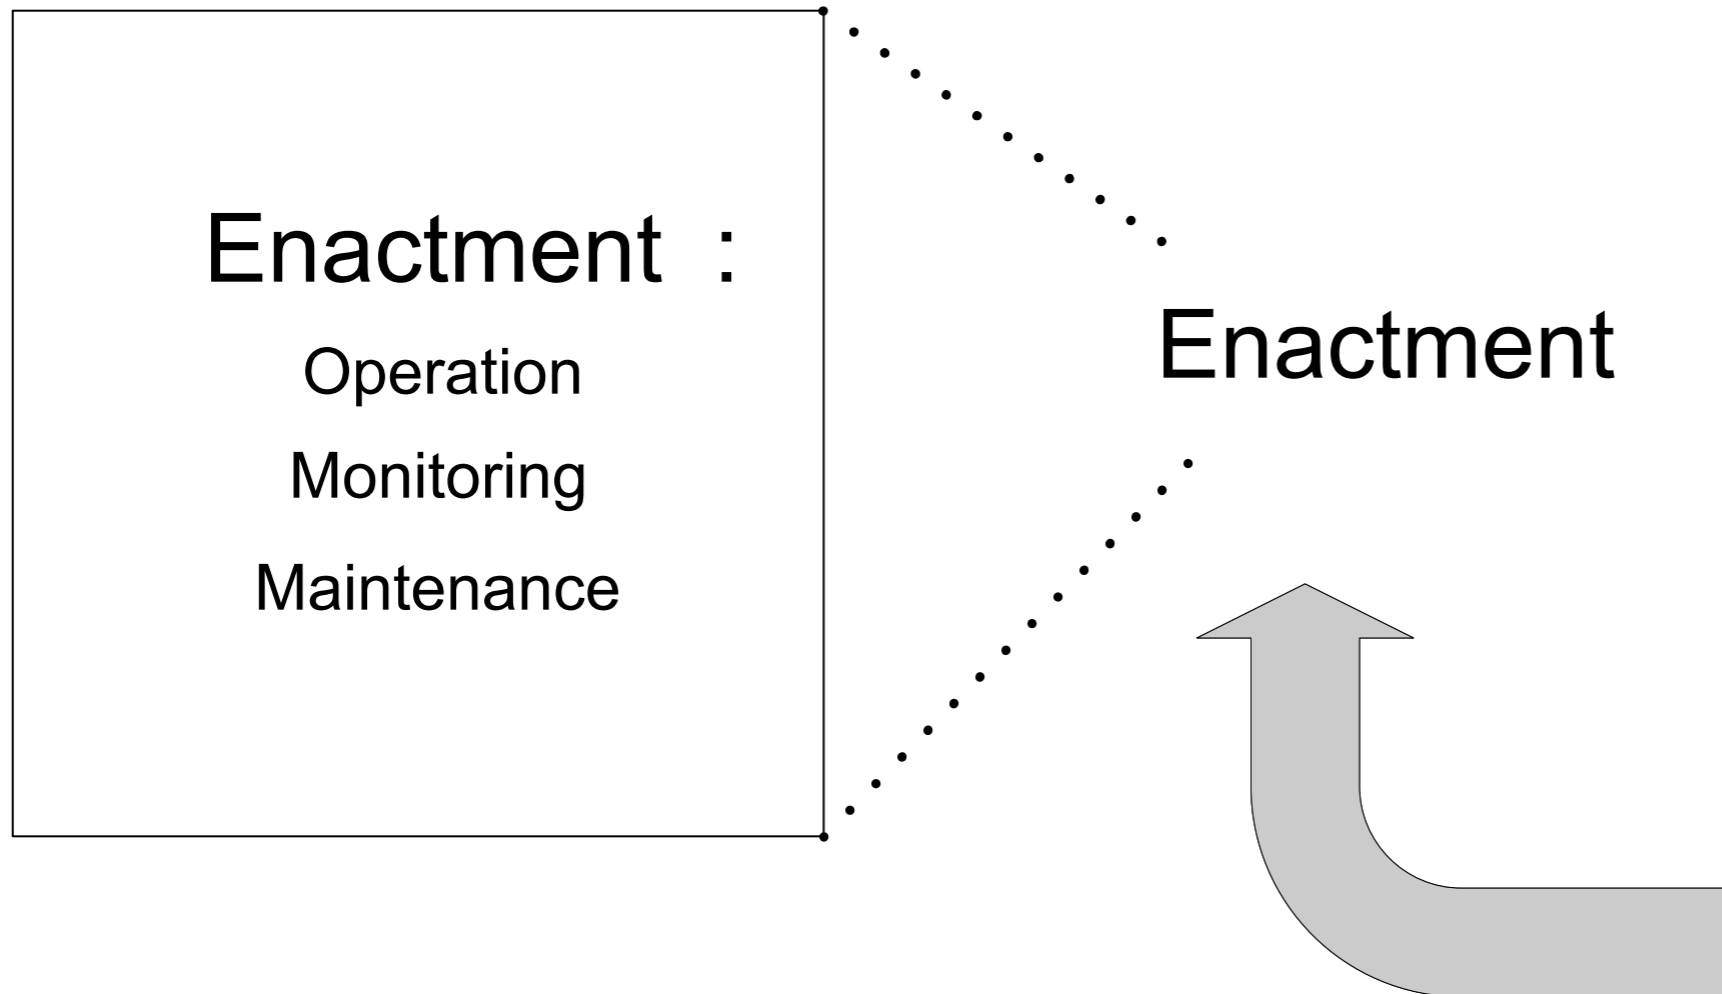 Enactment :
Operation
Monitoring
Maintenance
Enactment